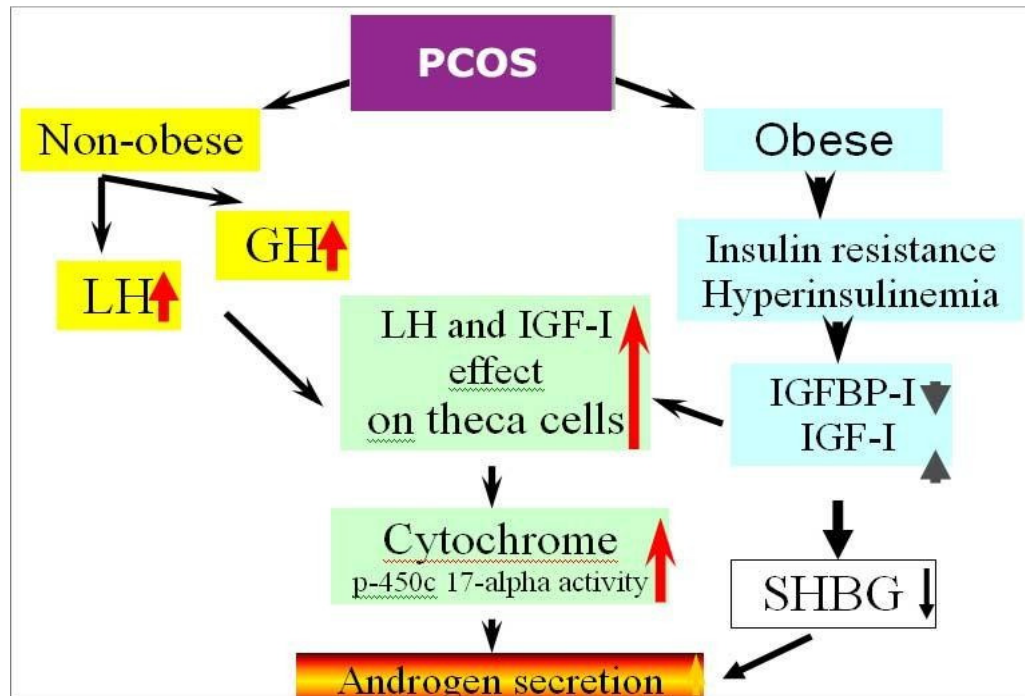 PCOS
Non-obese
Obese
GH
LH
Insulin resistance
Hyperinsulinemia
LH and IGF-I
effect
on theca cells
IGFBP-I
IGF-I
Cytochrome
p-450c 17-alpha activity
SHBG
Androgen secretion